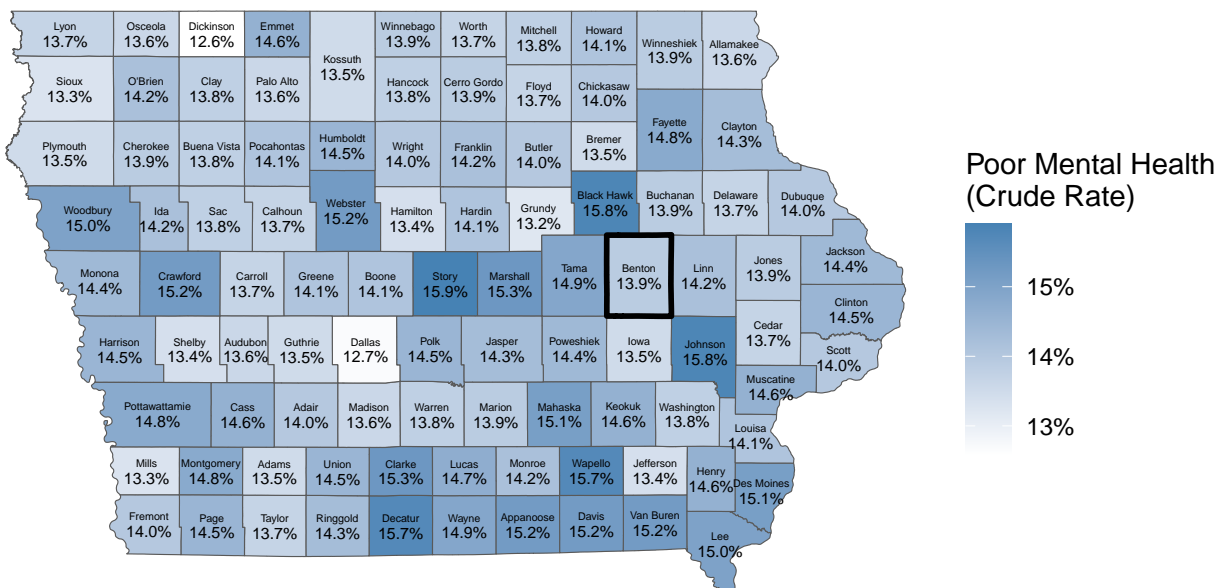 Lyon
13.7%
Osceola
13.6%
Dickinson
12.6%
Emmet
14.6%
Kossuth
13.5%
Winnebago
13.9%
Worth
13.7%
Mitchell
13.8%
Howard
14.1%
Winneshiek
13.9%
Allamakee
13.6%
Sioux
13.3%
O'Brien
14.2%
Clay
13.8%
Palo Alto
13.6%
Hancock
13.8%
Cerro Gordo
13.9%
Floyd
13.7%
Chickasaw
14.0%
Fayette
14.8%
Clayton
14.3%
Plymouth
13.5%
Cherokee
13.9%
Buena Vista
13.8%
Pocahontas
14.1%
Humboldt
14.5%
Wright
14.0%
Franklin
14.2%
Butler
14.0%
Bremer
13.5%
Woodbury
15.0%
Ida
14.2%
Sac
13.8%
Calhoun
13.7%
Webster
15.2%
Hamilton
13.4%
Hardin
14.1%
Grundy
13.2%
Black Hawk
15.8%
Buchanan
13.9%
Delaware
13.7%
Dubuque
14.0%
Monona
14.4%
Crawford
15.2%
Carroll
13.7%
Greene
14.1%
Boone
14.1%
Story
15.9%
Marshall
15.3%
Tama
14.9%
Benton
13.9%
Linn
14.2%
Jones
13.9%
Jackson
14.4%
Clinton
14.5%
Harrison
14.5%
Shelby
13.4%
Audubon
13.6%
Guthrie
13.5%
Dallas
12.7%
Polk
14.5%
Jasper
14.3%
Poweshiek
14.4%
Iowa
13.5%
Johnson
15.8%
Cedar
13.7%
Scott
14.0%
Muscatine
14.6%
Pottawattamie
14.8%
Cass
14.6%
Adair
14.0%
Madison
13.6%
Warren
13.8%
Marion
13.9%
Mahaska
15.1%
Keokuk
14.6%
Washington
13.8%
Louisa
14.1%
Mills
13.3%
Montgomery
14.8%
Adams
13.5%
Union
14.5%
Clarke
15.3%
Lucas
14.7%
Monroe
14.2%
Wapello
15.7%
Jefferson
13.4%
Henry
14.6%
Des Moines
15.1%
Fremont
14.0%
Page
14.5%
Taylor
13.7%
Ringgold
14.3%
Decatur
15.7%
Wayne
14.9%
Appanoose
15.2%
Davis
15.2%
Van Buren
15.2%
Lee
15.0%
Poor Mental Health
(Crude Rate)
15%
14%
13%